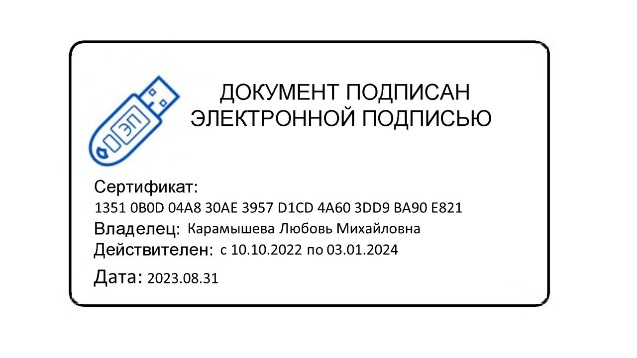 ДОКУМЕНТ ПОДПИСАН
ЭЛЕКТРОННОЙ ПОДПИСЬЮ
ЭП
Сертификат:
1351 0B0D 04A8 30AE 3957 D1CD 4A60 3DD9 BA90 E821
Владелец: Карамышева Любовь Михайловна
Действителен: с 10.10.2022 по 03.01.2024
Дата: 2023.08.31